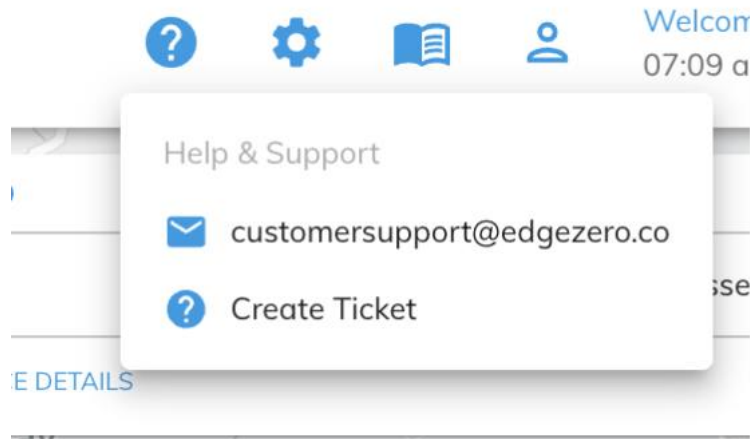 Welcom
07:09 a
Help & Support
customersupport@edgezero.co
sse
Create Ticket
E DETAILS